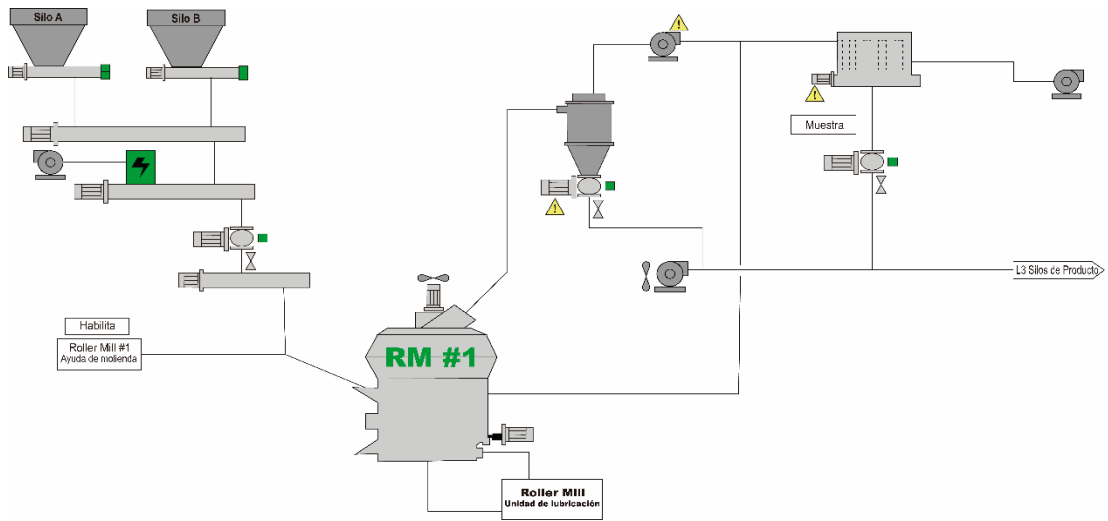 Silo A
Silo B
!
!
Muestra
!
L3 Silos de Producto
Habilita
Roller Mill #1
Ayuda de molienda
RM #1
Roller Mill
Unidad de lubricación